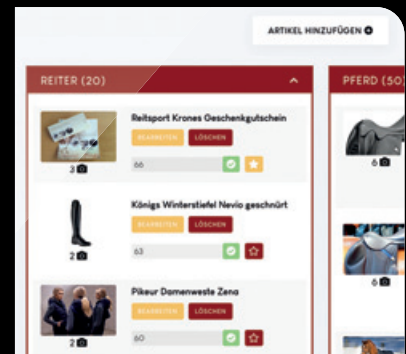 ARTIKEL HINZUFÜGEN
REITER (20)
PFERD (50)
Reitsport Krones Geschenkgutschein
BEARBEITEN LÖSCHEN
3
66
6
Königs Winterstiefel Nevio geschnürt
BEARBEITEN LÖSCHEN
2
63
6
Pikeur Damenweste Zena
BEARBEITEN LÖSCHEN
2
60